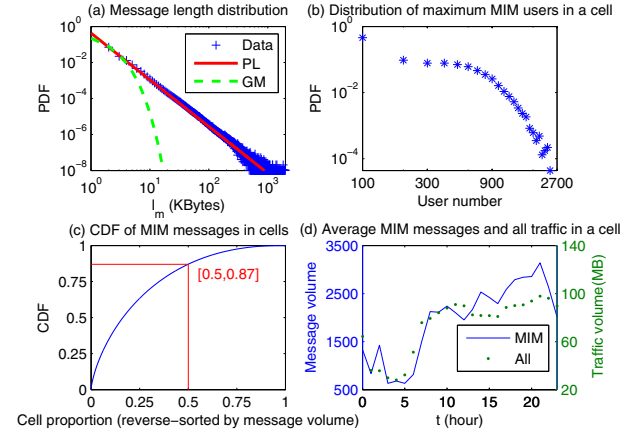 (a) Message length distribution
10^0
10^-2
10^-4
10^-6
10^-8
PDF
Data
PL
GM
10^0
10^1
10^2
10^3
l_m (KBytes)
(b) Distribution of maximum MIM users in a cell
10^0
10^-2
10^-4
PDF
100
300
900
2700
User number
(c) CDF of MIM messages in cells
1
0.75
0.5
0.25
0
CDF
[0.5,0.87]
0
0.25
0.5
0.75
1
Cell proportion (reverse-sorted by message volume)
(d) Average MIM messages and all traffic in a cell
3500
2500
1500
500
Message volume
140
100
60
20
Traffic volume(MB)
MIM
All
0
5
10
15
20
t (hour)